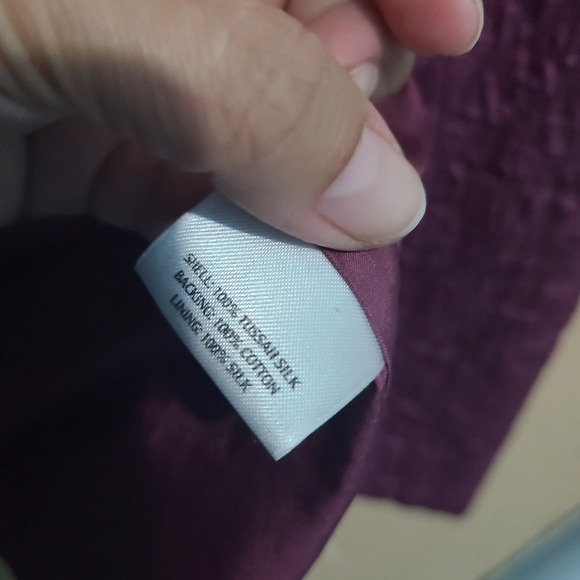 SHELL: 100% TUSSAH SILK
BACKING: 100% COTTON
LINING: 100% SILK